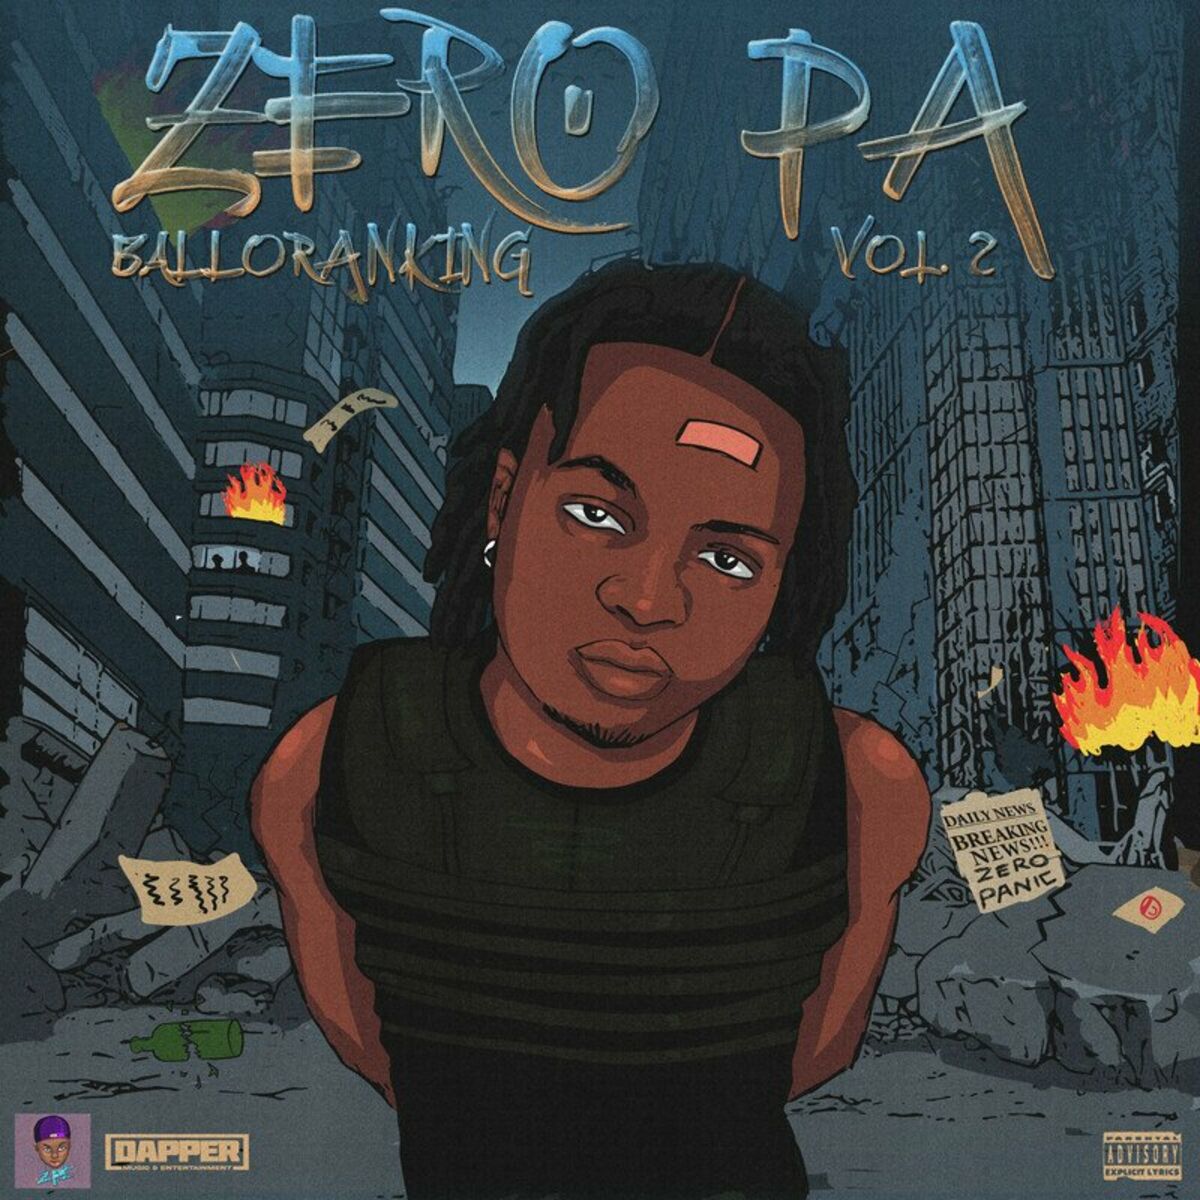 ZERO PA
BALLORANKING
VOL. 2
DAILY NEWS
BREAKING
NEWS!!!
ZERO
PANIC
DAPPER
MUSIC & ENTERTAINMENT
PARENTAL
ADVISORY
EXPLICIT LYRICS